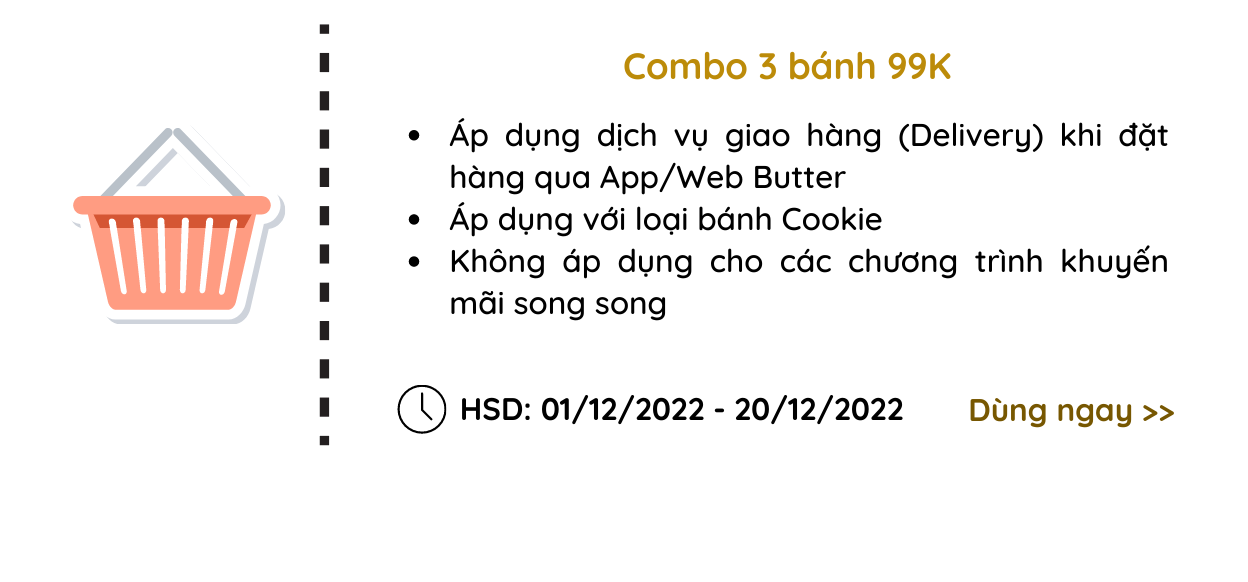 Combo 3 bánh 99K
• Áp dụng dịch vụ giao hàng (Delivery) khi đặt
hàng qua App/Web Butter
• Áp dụng với loại bánh Cookie
• Không áp dụng cho các chương trình khuyến
mãi song song
HSD: 01/12/2022 - 20/12/2022 Dùng ngay >>